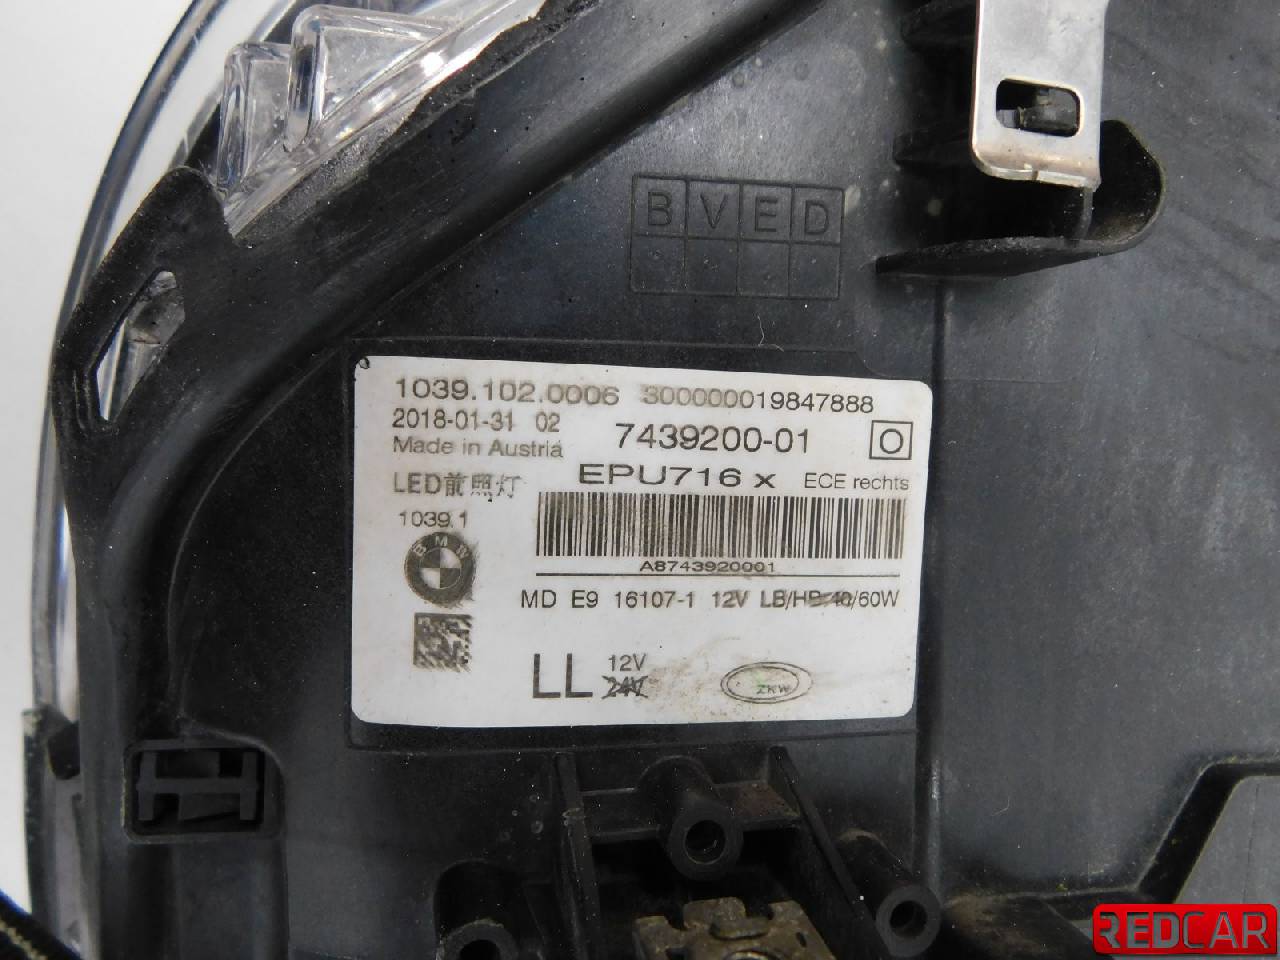 BVED
1039.102.0006 300000019847888
2018-01-31 02
7439200-01
O
Made in Austria
EPU716 x ECE rechts
LED前照灯
1039.1
BMW
A8743920001
MD E9 16107-1 12V LB/HB 40/60W
LL
12V
24V
ZKW
REDCAR